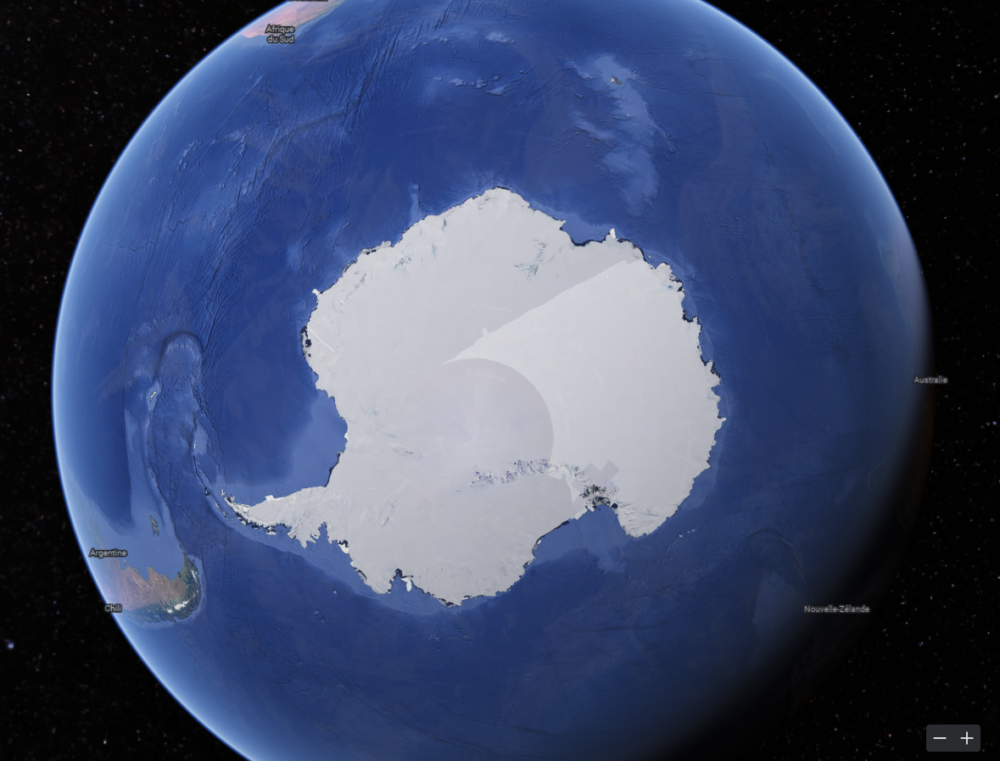 Afrique
du Sud
Australie
Argentine
Chili
Nouvelle-Zélande